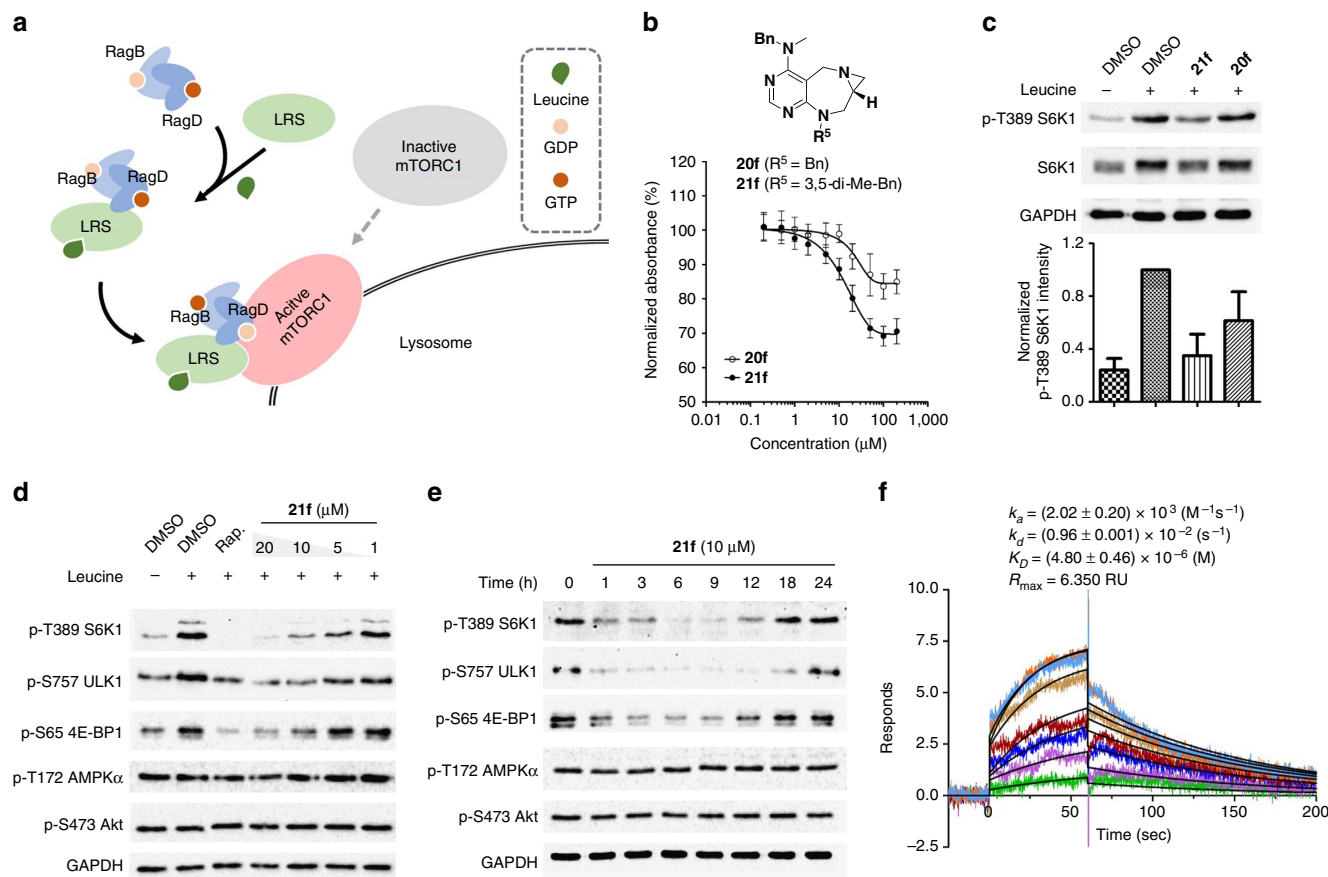 a
RagB
RagD
LRS
RagB
RagD
LRS
RagB
RagD
LRS
Acitve
mTORC1
Inactive
mTORC1
Lysosome
Leucine
GDP
GTP
b
Bn
N
N
N
N
N
H
R5
20f (R5 = Bn)
21f (R5 = 3,5-di-Me-Bn)
Normalized absorbance (%)
120
110
100
90
80
70
60
50
20f
21f
0.01 0.1 1 10 100 1,000
Concentration (μM)
c
DMSO DMSO 21f 20f
Leucine − + + +
p-T389 S6K1
S6K1
GAPDH
Normalized
p-T389 S6K1 intensity
1.2
0.8
0.4
0.0
d
21f (μM)
DMSO DMSO Rap. 20 10 5 1
Leucine − + + + + + +
p-T389 S6K1
p-S757 ULK1
p-S65 4E-BP1
p-T172 AMPKα
p-S473 Akt
GAPDH
e
21f (10 μM)
Time (h) 0 1 3 6 9 12 18 24
p-T389 S6K1
p-S757 ULK1
p-S65 4E-BP1
p-T172 AMPKα
p-S473 Akt
GAPDH
f
ka = (2.02 ± 0.20) × 10³ (M⁻¹s⁻¹)
kd = (0.96 ± 0.001) × 10⁻² (s⁻¹)
KD = (4.80 ± 0.46) × 10⁻⁶ (M)
Rmax = 6.350 RU
Responds
10.0
7.5
5.0
2.5
0.0
−2.5
0 50 100 150 200
Time (sec)